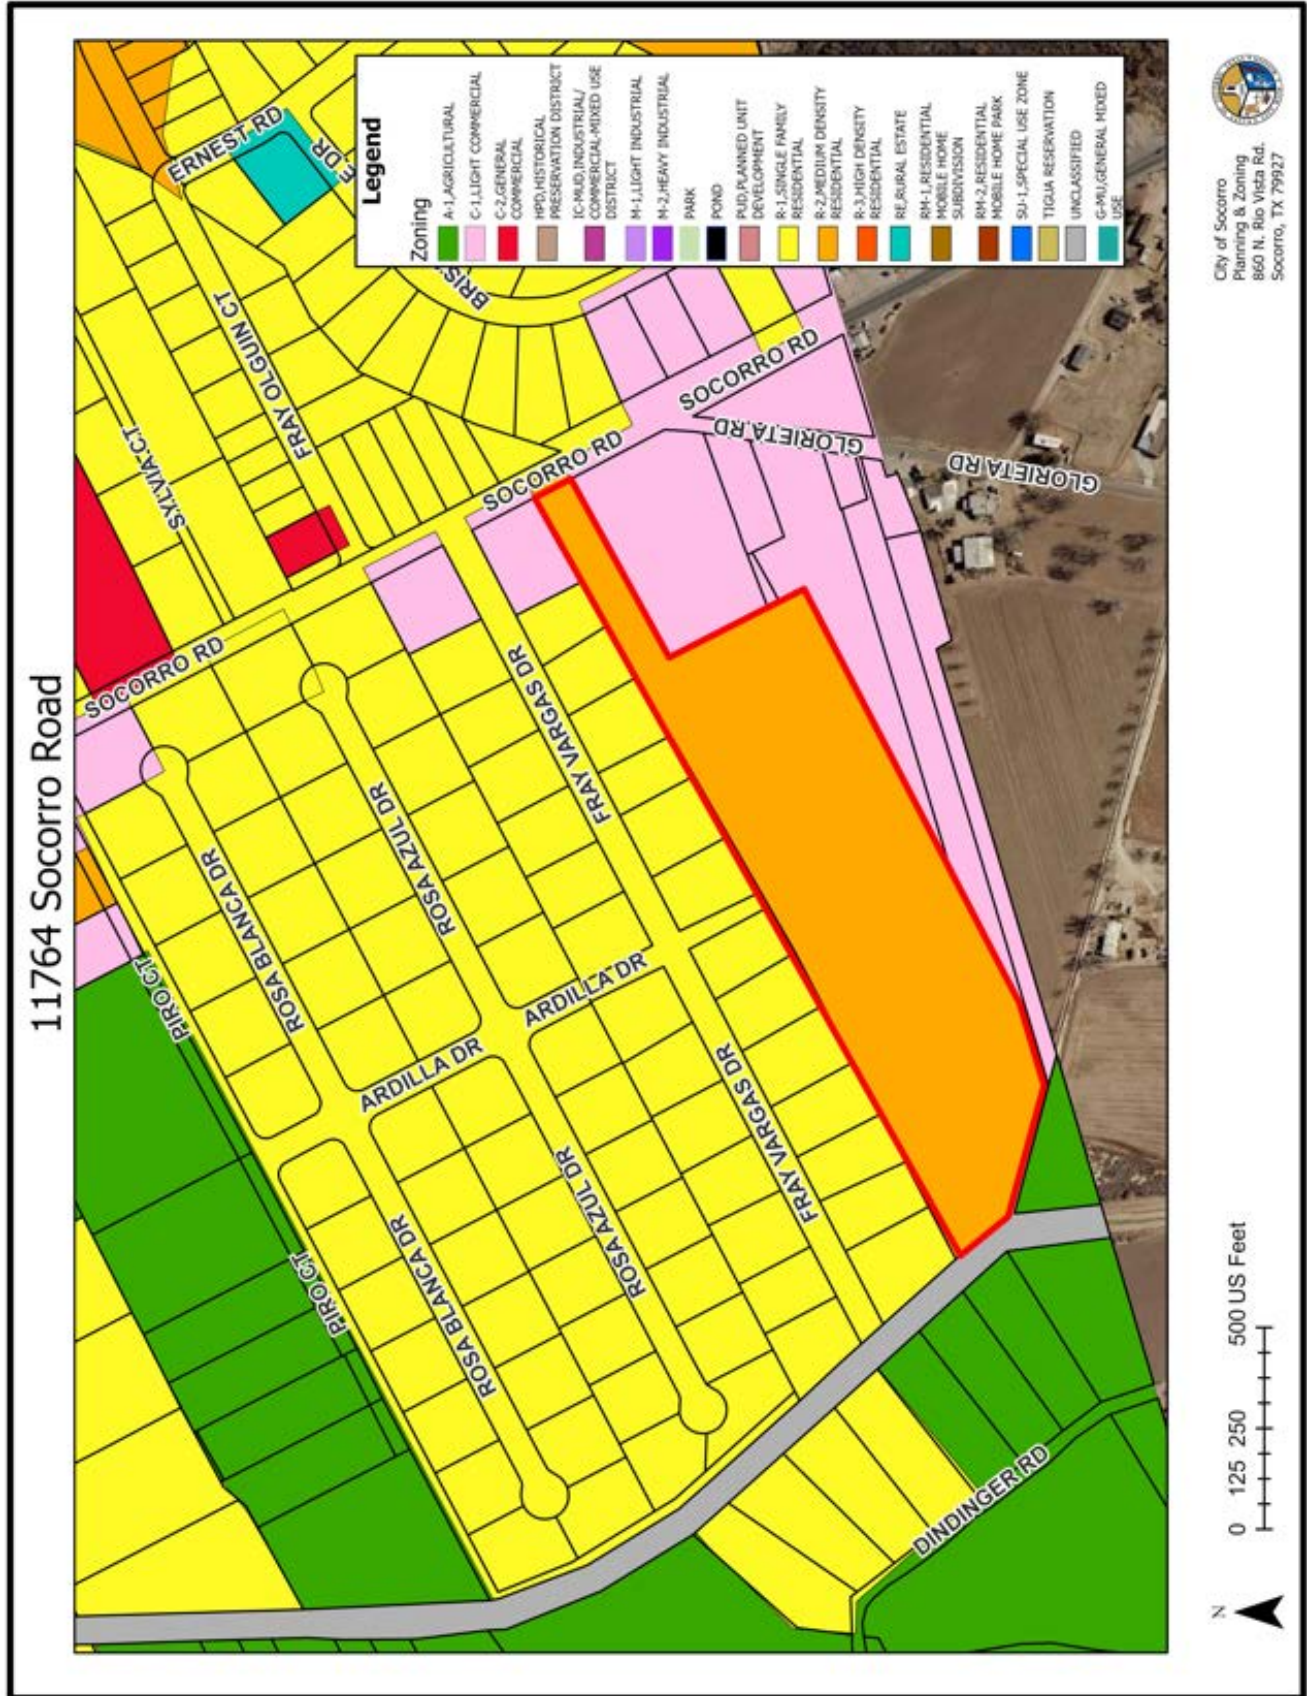 11764 Socorro Road
ERNEST RD
E DR
BRIS
FRAY OLGUIN CT
SYLVIA CT
SOCORRO RD
SOCORRO RD
SOCORRO RD
GLORIETA RD
GLORIETA RD
FRAY VARGAS DR
ROSA AZUL DR
ROSA BLANCA DR
PIRO CT
ARDILLA DR
ARDILLA DR
FRAY VARGAS DR
ROSA AZUL DR
ROSA BLANCA DR
PIRO CT
DINDINGER RD
Legend
Zoning
A-1,AGRICULTURAL
C-1,LIGHT COMMERCIAL
C-2,GENERAL
COMMERCIAL
HPD,HISTORICAL
PRESERVATION DISTRICT
IC-MUD,INDUSTRIAL/
COMMERCIAL-MIXED USE
DISTRICT
M-1,LIGHT INDUSTRIAL
M-2,HEAVY INDUSTRIAL
PARK
POND
PUD,PLANNED UNIT
DEVELOPMENT
R-1,SINGLE FAMILY
RESIDENTIAL
R-2,MEDIUM DENSITY
RESIDENTIAL
R-3,HIGH DENSITY
RESIDENTIAL
RE,RURAL ESTATE
RM-1,RESIDENTIAL
MOBILE HOME
SUBDIVISION
RM-2,RESIDENTIAL
MOBILE HOME PARK
SU-1,SPECIAL USE ZONE
TIGUA RESERVATION
UNCLASSIFIED
G-MU,GENERAL MIXED
USE
N
0 125 250 500 US Feet
City of Socorro
Planning & Zoning
860 N. Rio Vista Rd.
Socorro, TX 79927